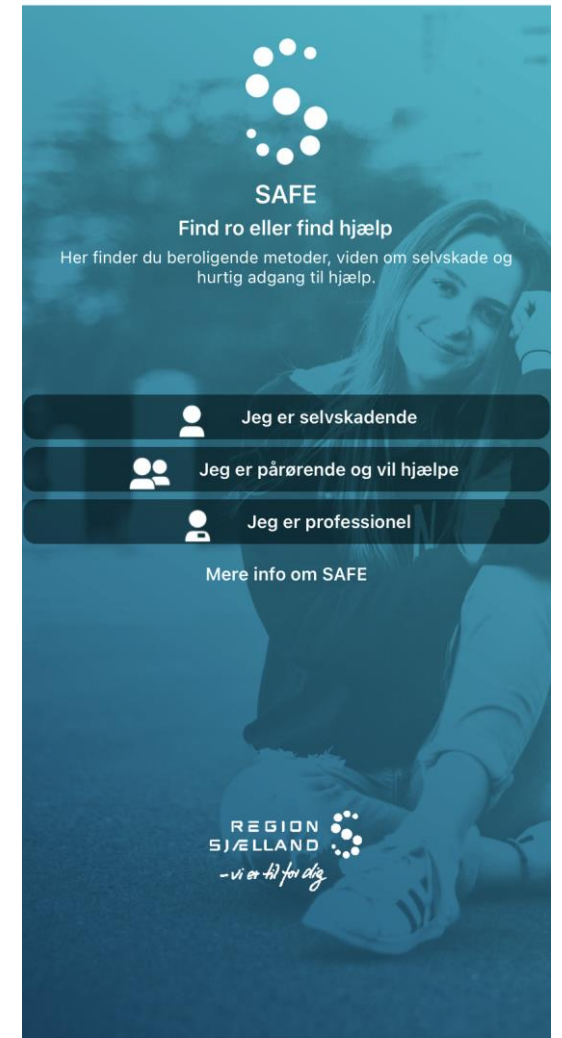 SAFE
Find ro eller find hjælp
Her finder du beroligende metoder, viden om selvskade og
hurtig adgang til hjælp.
Jeg er selvskadende
Jeg er pårørende og vil hjælpe
Jeg er professionel
Mere info om SAFE
REGION
SJÆLLAND
- vi er til for dig